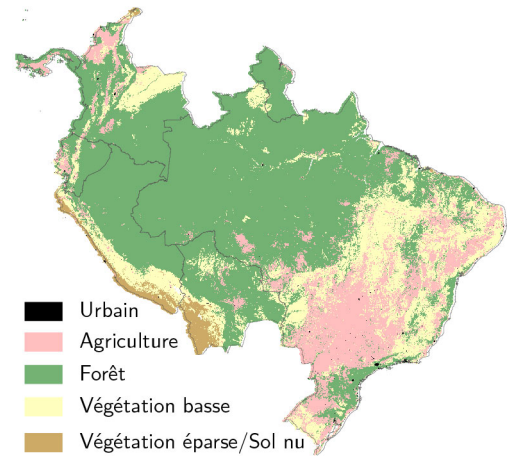 Urbain
Agriculture
Forêt
Végétation basse
Végétation éparse/Sol nu